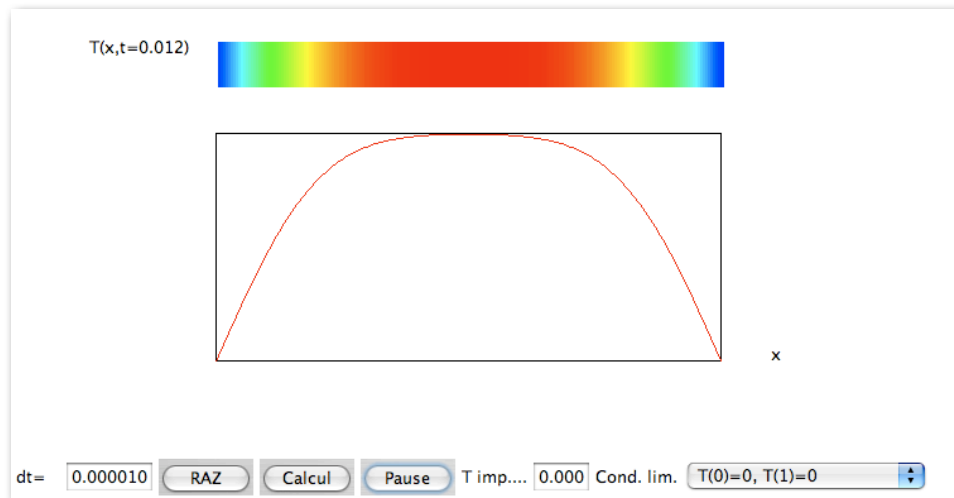 T(x,t=0.012)
x
dt= 0.000010 RAZ Calcul Pause T imp.... 0.000 Cond. lim. T(0)=0, T(1)=0